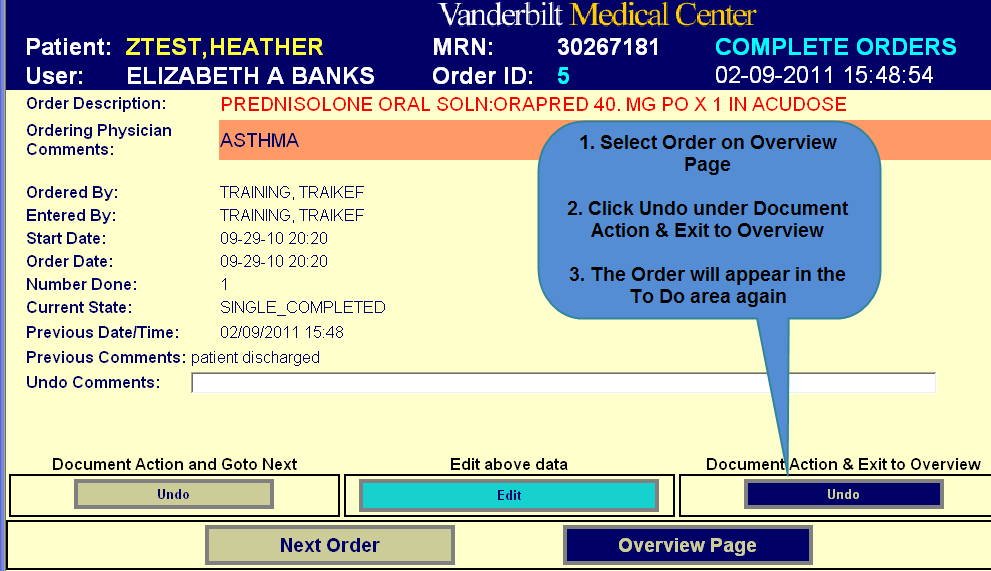 Vanderbilt Medical Center
Patient: ZTEST,HEATHER MRN: 30267181 COMPLETE ORDERS
User: ELIZABETH A BANKS Order ID: 5 02-09-2011 15:48:54
Order Description: PREDNISOLONE ORAL SOLN:ORAPRED 40. MG PO X 1 IN ACUDOSE
Ordering Physician
Comments: ASTHMA
1. Select Order on Overview
Page
2. Click Undo under Document
Action & Exit to Overview
3. The Order will appear in the
To Do area again
Ordered By: TRAINING, TRAIKEF
Entered By: TRAINING, TRAIKEF
Start Date: 09-29-10 20:20
Order Date: 09-29-10 20:20
Number Done: 1
Current State: SINGLE_COMPLETED
Previous Date/Time: 02/09/2011 15:48
Previous Comments: patient discharged
Undo Comments:
Document Action and Goto Next Edit above data Document Action & Exit to Overview
Undo Edit Undo
Next Order Overview Page